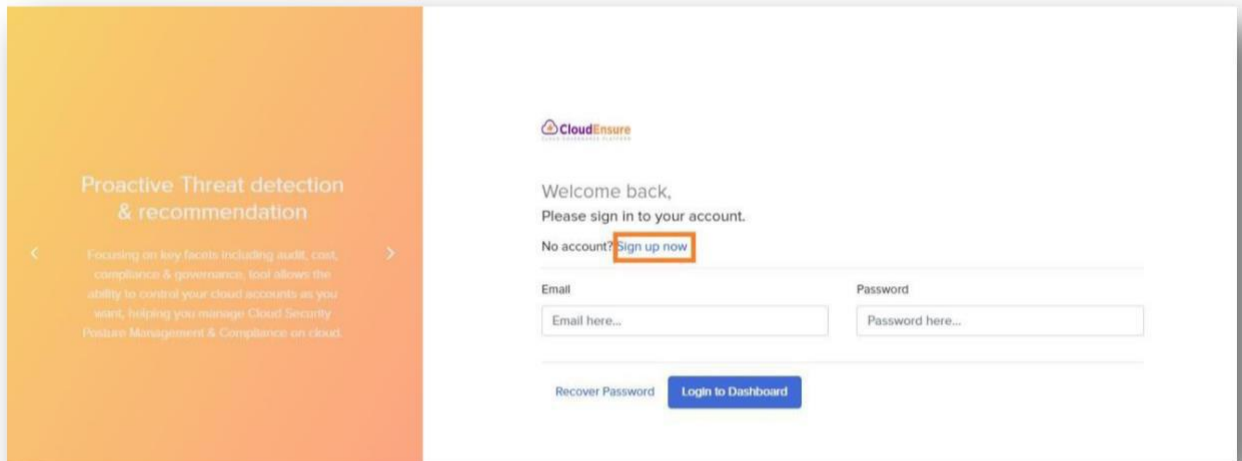 Proactive Threat detection
& recommendation
Focusing on key facets including audit, cost,
compliance & governance, tool allows the
ability to control your cloud accounts as you
want, helping you manage Cloud Security
Posture Management & Compliance on cloud.
CloudEnsure
CLOUD GOVERNANCE PLATFORM
Welcome back,
Please sign in to your account.
No account? Sign up now
Email
Password
Email here...
Password here...
Recover Password
Login to Dashboard